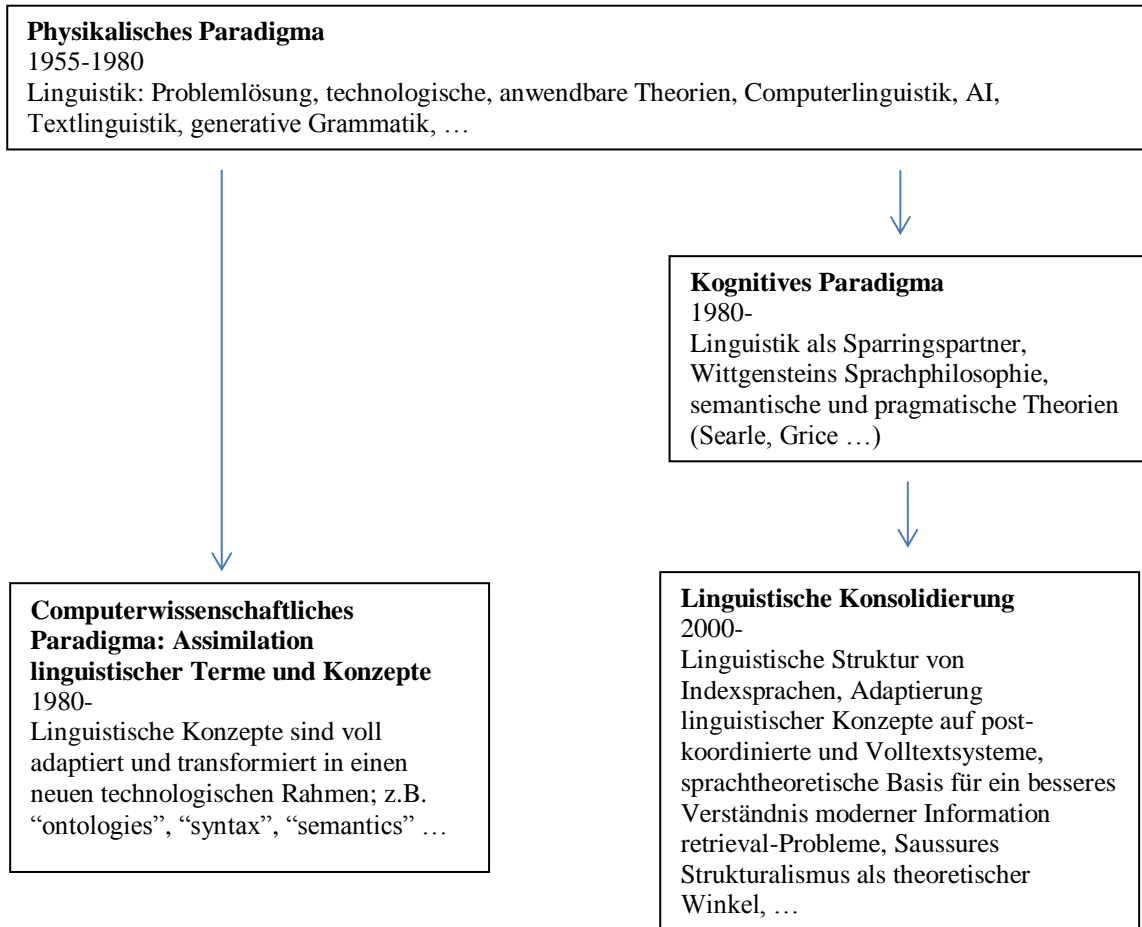 Physikalisches Paradigma
1955-1980
Linguistik: Problemlösung, technologische, anwendbare Theorien, Computerlinguistik, AI,
Textlinguistik, generative Grammatik, …
Kognitives Paradigma
1980-
Linguistik als Sparringspartner,
Wittgensteins Sprachphilosophie,
semantische und pragmatische Theorien
(Searle, Grice …)
Computerwissenschaftliches
Paradigma: Assimilation
linguistischer Terme und Konzepte
1980-
Linguistische Konzepte sind voll
adaptiert und transformiert in einen
neuen technologischen Rahmen; z.B.
“ontologies”, “syntax”, “semantics” …
Linguistische Konsolidierung
2000-
Linguistische Struktur von
Indexsprachen, Adaptierung
linguistischer Konzepte auf post-
koordinierte und Volltextsysteme,
sprachtheoretische Basis für ein besseres
Verständnis moderner Information
retrieval-Probleme, Saussures
Strukturalismus als theoretischer
Winkel, …